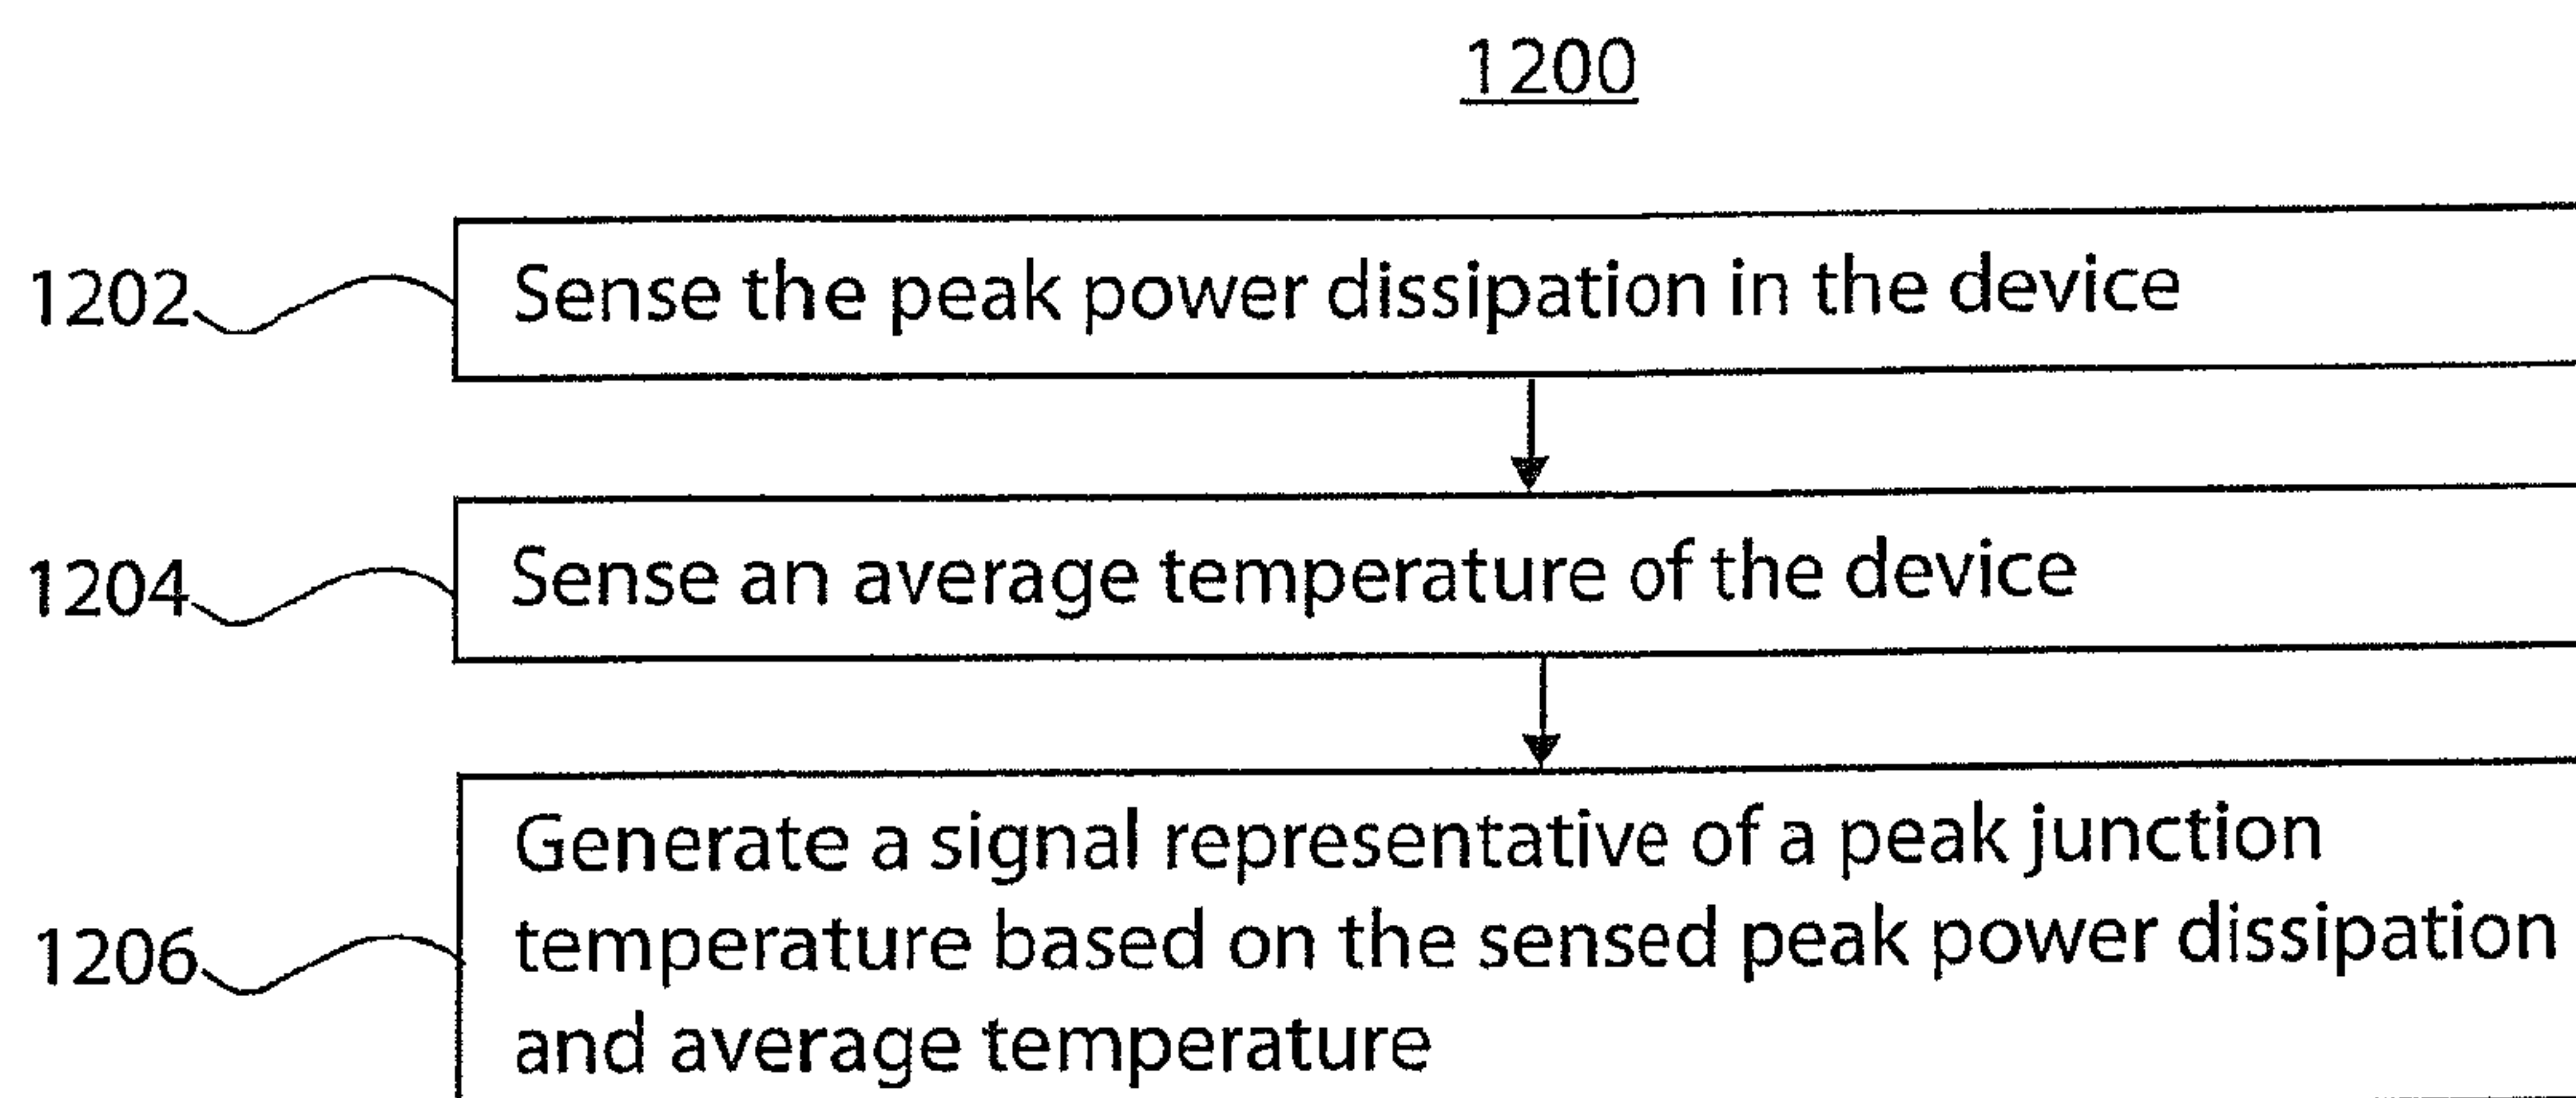 1200
1202
Sense the peak power dissipation in the device
1204
Sense an average temperature of the device
1206
Generate a signal representative of a peak junction
temperature based on the sensed peak power dissipation
and average temperature